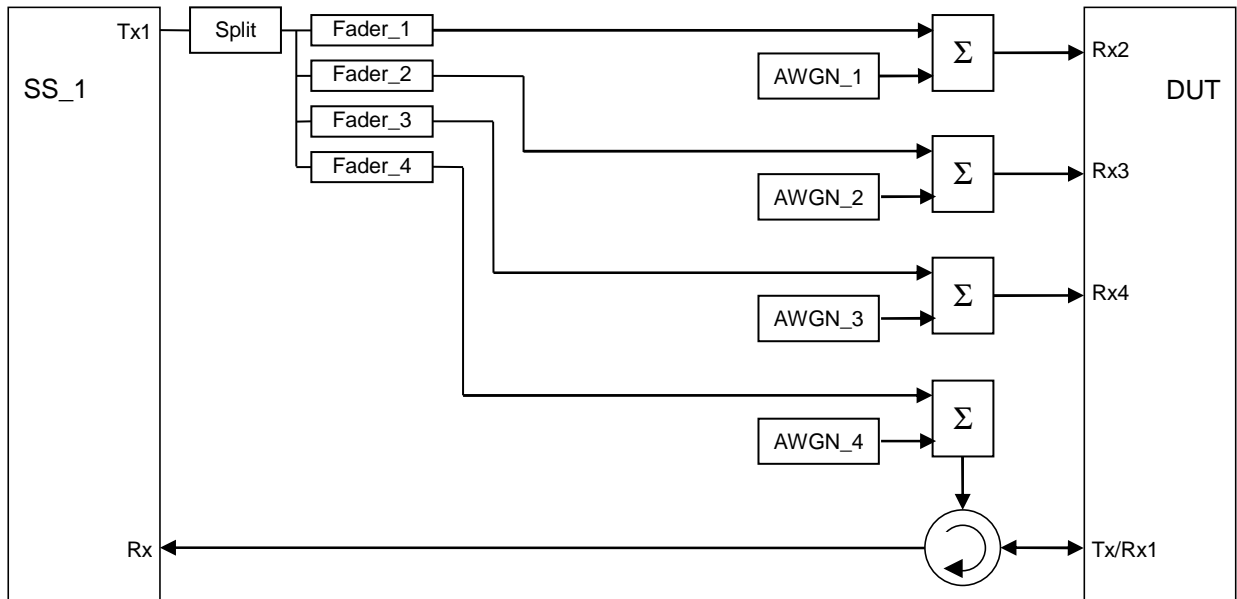 Tx1
Split
Fader_1
Fader_2
Fader_3
Fader_4
SS_1
Rx
AWGN_1
AWGN_2
AWGN_3
AWGN_4
Σ
Σ
Σ
Σ
Rx2
DUT
Rx3
Rx4
Tx/Rx1